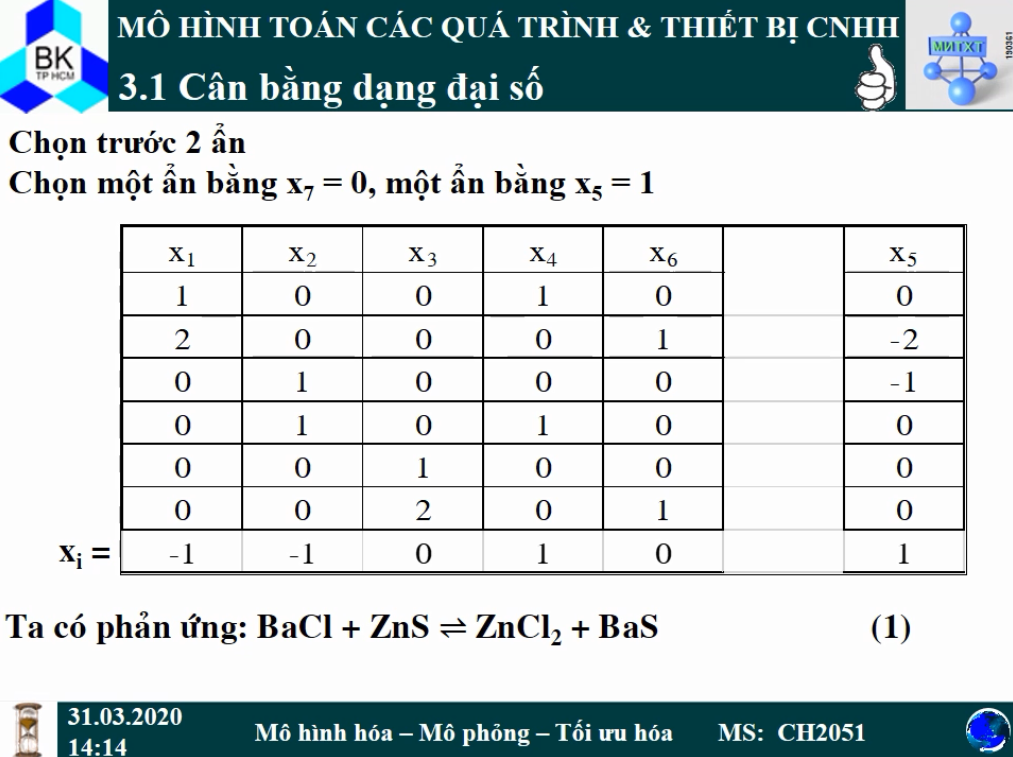 MÔ HÌNH TOÁN CÁC QUÁ TRÌNH & THIẾT BỊ CNHH
BK
TP HCM
3.1 Cân bằng dạng đại số
МИТХТ
190361
Chọn trước 2 ẩn
Chọn một ẩn bằng x₇ = 0, một ẩn bằng x₅ = 1
x₁ x₂ x₃ x₄ x₆ x₅
1 0 0 1 0 0
2 0 0 0 1 -2
0 1 0 0 0 -1
0 1 0 1 0 0
0 0 1 0 0 0
0 0 2 0 1 0
xᵢ = -1 -1 0 1 0 1
Ta có phản ứng: BaCl + ZnS ⇌ ZnCl₂ + BaS (1)
31.03.2020
14:14
Mô hình hóa – Mô phỏng – Tối ưu hóa MS: CH2051